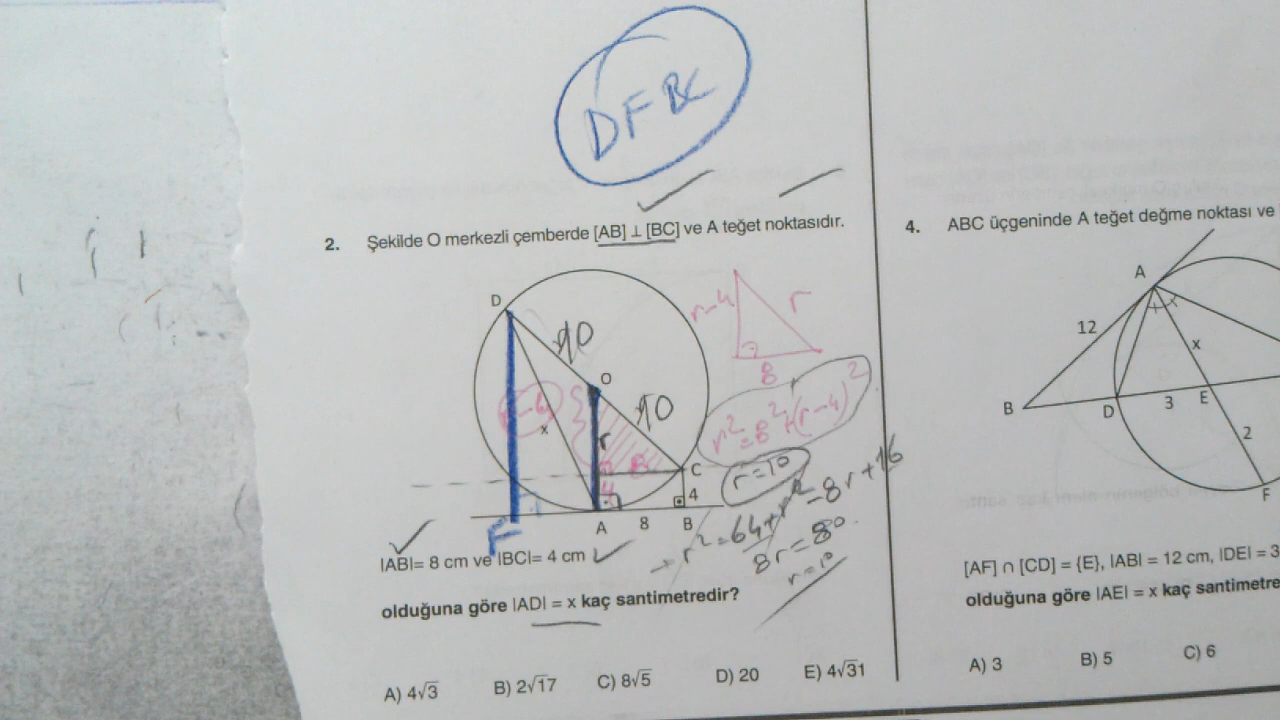 DFBC
2. Şekilde O merkezli çemberde [AB] ⊥ [BC] ve A teğet noktasıdır.
D
10
O
10
x
r
8
C
4
4
F
A 8 B
r-4
r
8
r² = 8² + (r-4)²
r=10
→ r² = 64 + r² - 8r + 16
8r = 80
r=10
|AB|= 8 cm ve |BC|= 4 cm
olduğuna göre |AD| = x kaç santimetredir?
A) 4√3 B) 2√17 C) 8√5 D) 20 E) 4√31
4. ABC üçgeninde A teğet değme noktası ve
A
12
x
B
D 3 E
2
F
[AF] ∩ [CD] = {E}, |AB| = 12 cm, |DE| = 3
olduğuna göre |AE| = x kaç santimetre
A) 3 B) 5 C) 6